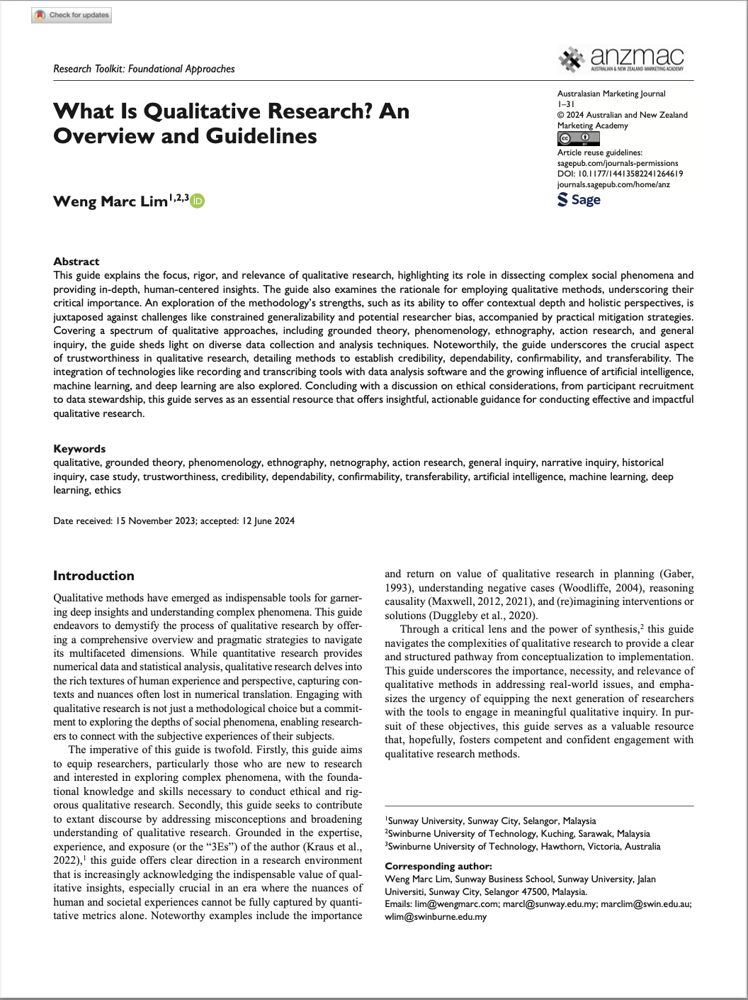 Check for updates
Research Toolkit: Foundational Approaches
anzmac
AUSTRALIAN & NEW ZEALAND MARKETING ACADEMY
What Is Qualitative Research? An
Overview and Guidelines
Australasian Marketing Journal
1–31
© 2024 Australian and New Zealand
Marketing Academy
cc BY
Article reuse guidelines:
sagepub.com/journals-permissions
DOI: 10.1177/14413582241264619
journals.sagepub.com/home/anz
Sage
Weng Marc Lim1,2,3 iD
Abstract
This guide explains the focus, rigor, and relevance of qualitative research, highlighting its role in dissecting complex social phenomena and
providing in-depth, human-centered insights. The guide also examines the rationale for employing qualitative methods, underscoring their
critical importance. An exploration of the methodology’s strengths, such as its ability to offer contextual depth and holistic perspectives, is
juxtaposed against challenges like constrained generalizability and potential researcher bias, accompanied by practical mitigation strategies.
Covering a spectrum of qualitative approaches, including grounded theory, phenomenology, ethnography, action research, and general
inquiry, the guide sheds light on diverse data collection and analysis techniques. Noteworthily, the guide underscores the crucial aspect
of trustworthiness in qualitative research, detailing methods to establish credibility, dependability, confirmability, and transferability. The
integration of technologies like recording and transcribing tools with data analysis software and the growing influence of artificial intelligence,
machine learning, and deep learning are also explored. Concluding with a discussion on ethical considerations, from participant recruitment
to data stewardship, this guide serves as an essential resource that offers insightful, actionable guidance for conducting effective and impactful
qualitative research.
Keywords
qualitative, grounded theory, phenomenology, ethnography, netnography, action research, general inquiry, narrative inquiry, historical
inquiry, case study, trustworthiness, credibility, dependability, confirmability, transferability, artificial intelligence, machine learning, deep
learning, ethics
Date received: 15 November 2023; accepted: 12 June 2024
Introduction
Qualitative methods have emerged as indispensable tools for garner-
ing deep insights and understanding complex phenomena. This guide
endeavors to demystify the process of qualitative research by offer-
ing a comprehensive overview and pragmatic strategies to navigate
its multifaceted dimensions. While quantitative research provides
numerical data and statistical analysis, qualitative research delves into
the rich textures of human experience and perspective, capturing con-
texts and nuances often lost in numerical translation. Engaging with
qualitative research is not just a methodological choice but a commit-
ment to exploring the depths of social phenomena, enabling research-
ers to connect with the subjective experiences of their subjects.
The imperative of this guide is twofold. Firstly, this guide aims
to equip researchers, particularly those who are new to research
and interested in exploring complex phenomena, with the founda-
tional knowledge and skills necessary to conduct ethical and rig-
orous qualitative research. Secondly, this guide seeks to contribute
to extant discourse by addressing misconceptions and broadening
understanding of qualitative research. Grounded in the expertise,
experience, and exposure (or the “3Es”) of the author (Kraus et al.,
2022),1 this guide offers clear direction in a research environment
that is increasingly acknowledging the indispensable value of qual-
itative insights, especially crucial in an era where the nuances of
human and societal experiences cannot be fully captured by quanti-
tative metrics alone. Noteworthy examples include the importance
and return on value of qualitative research in planning (Gaber,
1993), understanding negative cases (Woodliffe, 2004), reasoning
causality (Maxwell, 2012, 2021), and (re)imagining interventions or
solutions (Duggleby et al., 2020).
Through a critical lens and the power of synthesis,2 this guide
navigates the complexities of qualitative research to provide a clear
and structured pathway from conceptualization to implementation.
This guide underscores the importance, necessity, and relevance of
qualitative methods in addressing real-world issues, and empha-
sizes the urgency of equipping the next generation of researchers
with the tools to engage in meaningful qualitative inquiry. In pur-
suit of these objectives, this guide serves as a valuable resource
that, hopefully, fosters competent and confident engagement with
qualitative research methods.
1Sunway University, Sunway City, Selangor, Malaysia
2Swinburne University of Technology, Kuching, Sarawak, Malaysia
3Swinburne University of Technology, Hawthorn, Victoria, Australia
Corresponding author:
Weng Marc Lim, Sunway Business School, Sunway University, Jalan
Universiti, Sunway City, Selangor 47500, Malaysia.
Emails: lim@wengmarc.com; marcl@sunway.edu.my; marclim@swin.edu.au;
wlim@swinburne.edu.my